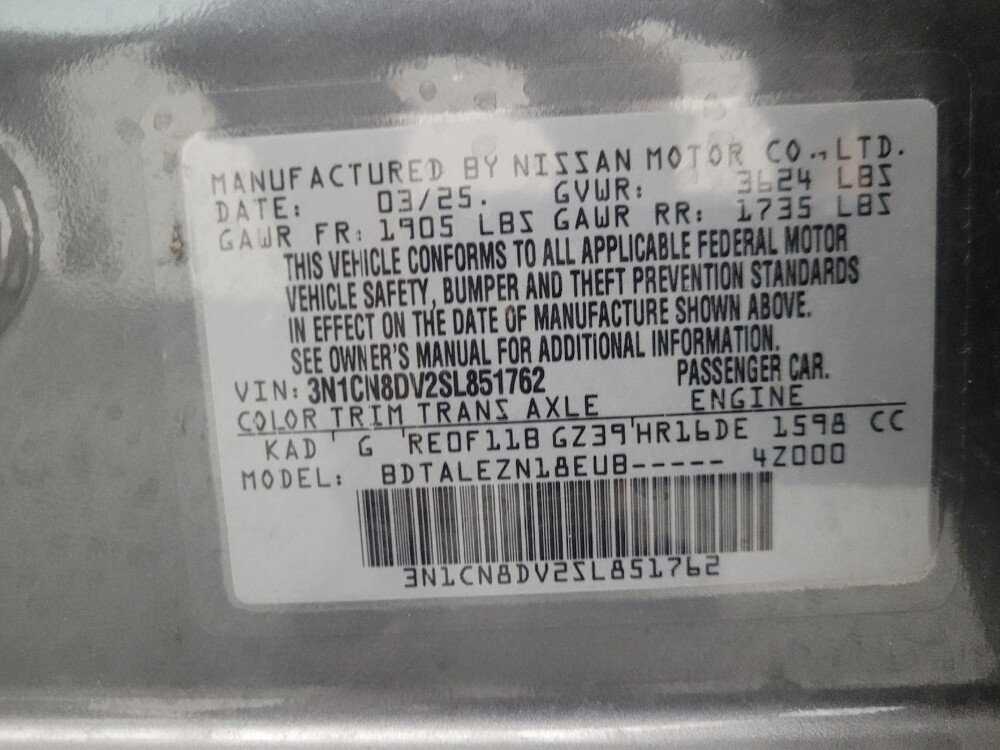 MANUFACTURED BY NISSAN MOTOR CO., LTD.
DATE: 03/25. GVWR: 3624 LBS
GAWR FR: 1905 LBS GAWR RR: 1735 LBS
THIS VEHICLE CONFORMS TO ALL APPLICABLE FEDERAL MOTOR
VEHICLE SAFETY, BUMPER AND THEFT PREVENTION STANDARDS
IN EFFECT ON THE DATE OF MANUFACTURE SHOWN ABOVE.
SEE OWNER'S MANUAL FOR ADDITIONAL INFORMATION.
VIN: 3N1CN8DV2SL851762 PASSENGER CAR.
COLOR TRIM TRANS AXLE ENGINE
KAD G RE0F11B GZ39 HR16DE 1598 CC
MODEL: BDTALEZN18EUB----- 4Z000
3N1CN8DV2SL851762